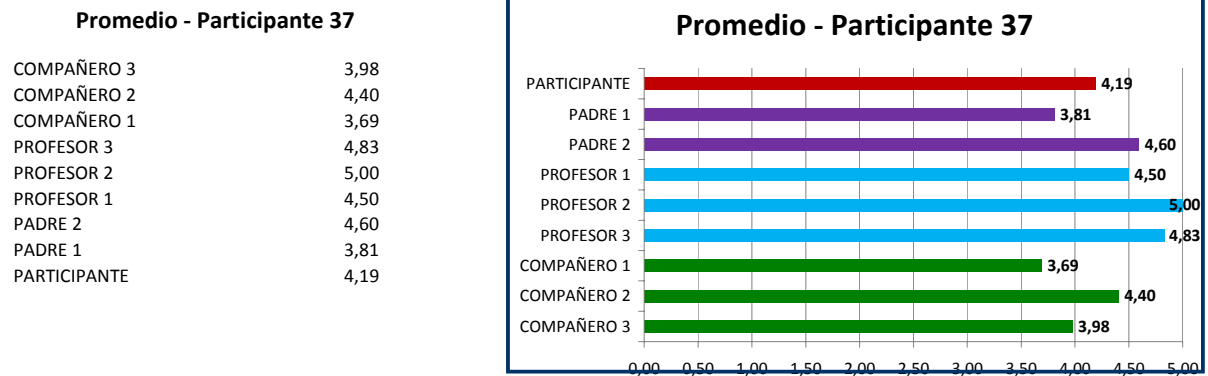 Promedio - Participante 37
COMPAÑERO 3 3,98
COMPAÑERO 2 4,40
COMPAÑERO 1 3,69
PROFESOR 3 4,83
PROFESOR 2 5,00
PROFESOR 1 4,50
PADRE 2 4,60
PADRE 1 3,81
PARTICIPANTE 4,19
Promedio - Participante 37
PARTICIPANTE 4,19
PADRE 1 3,81
PADRE 2 4,60
PROFESOR 1 4,50
PROFESOR 2 5,00
PROFESOR 3 4,83
COMPAÑERO 1 3,69
COMPAÑERO 2 4,40
COMPAÑERO 3 3,98
0,00 0,50 1,00 1,50 2,00 2,50 3,00 3,50 4,00 4,50 5,00